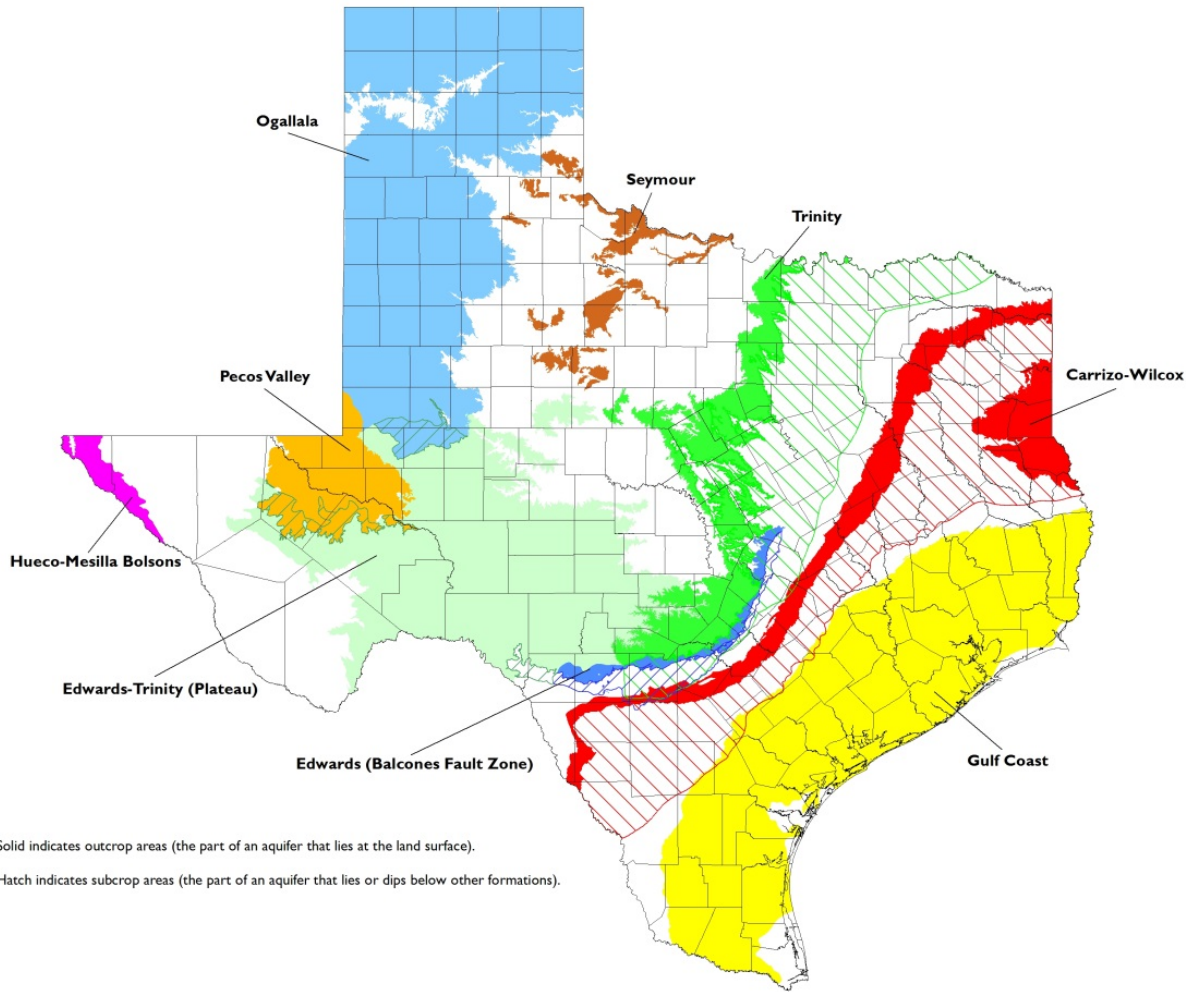 Ogallala
Seymour
Trinity
Pecos Valley
Carrizo-Wilcox
Hueco-Mesilla Bolsons
Edwards-Trinity (Plateau)
Edwards (Balcones Fault Zone)
Gulf Coast
Solid indicates outcrop areas (the part of an aquifer that lies at the land surface).
Hatch indicates subcrop areas (the part of an aquifer that lies or dips below other formations).